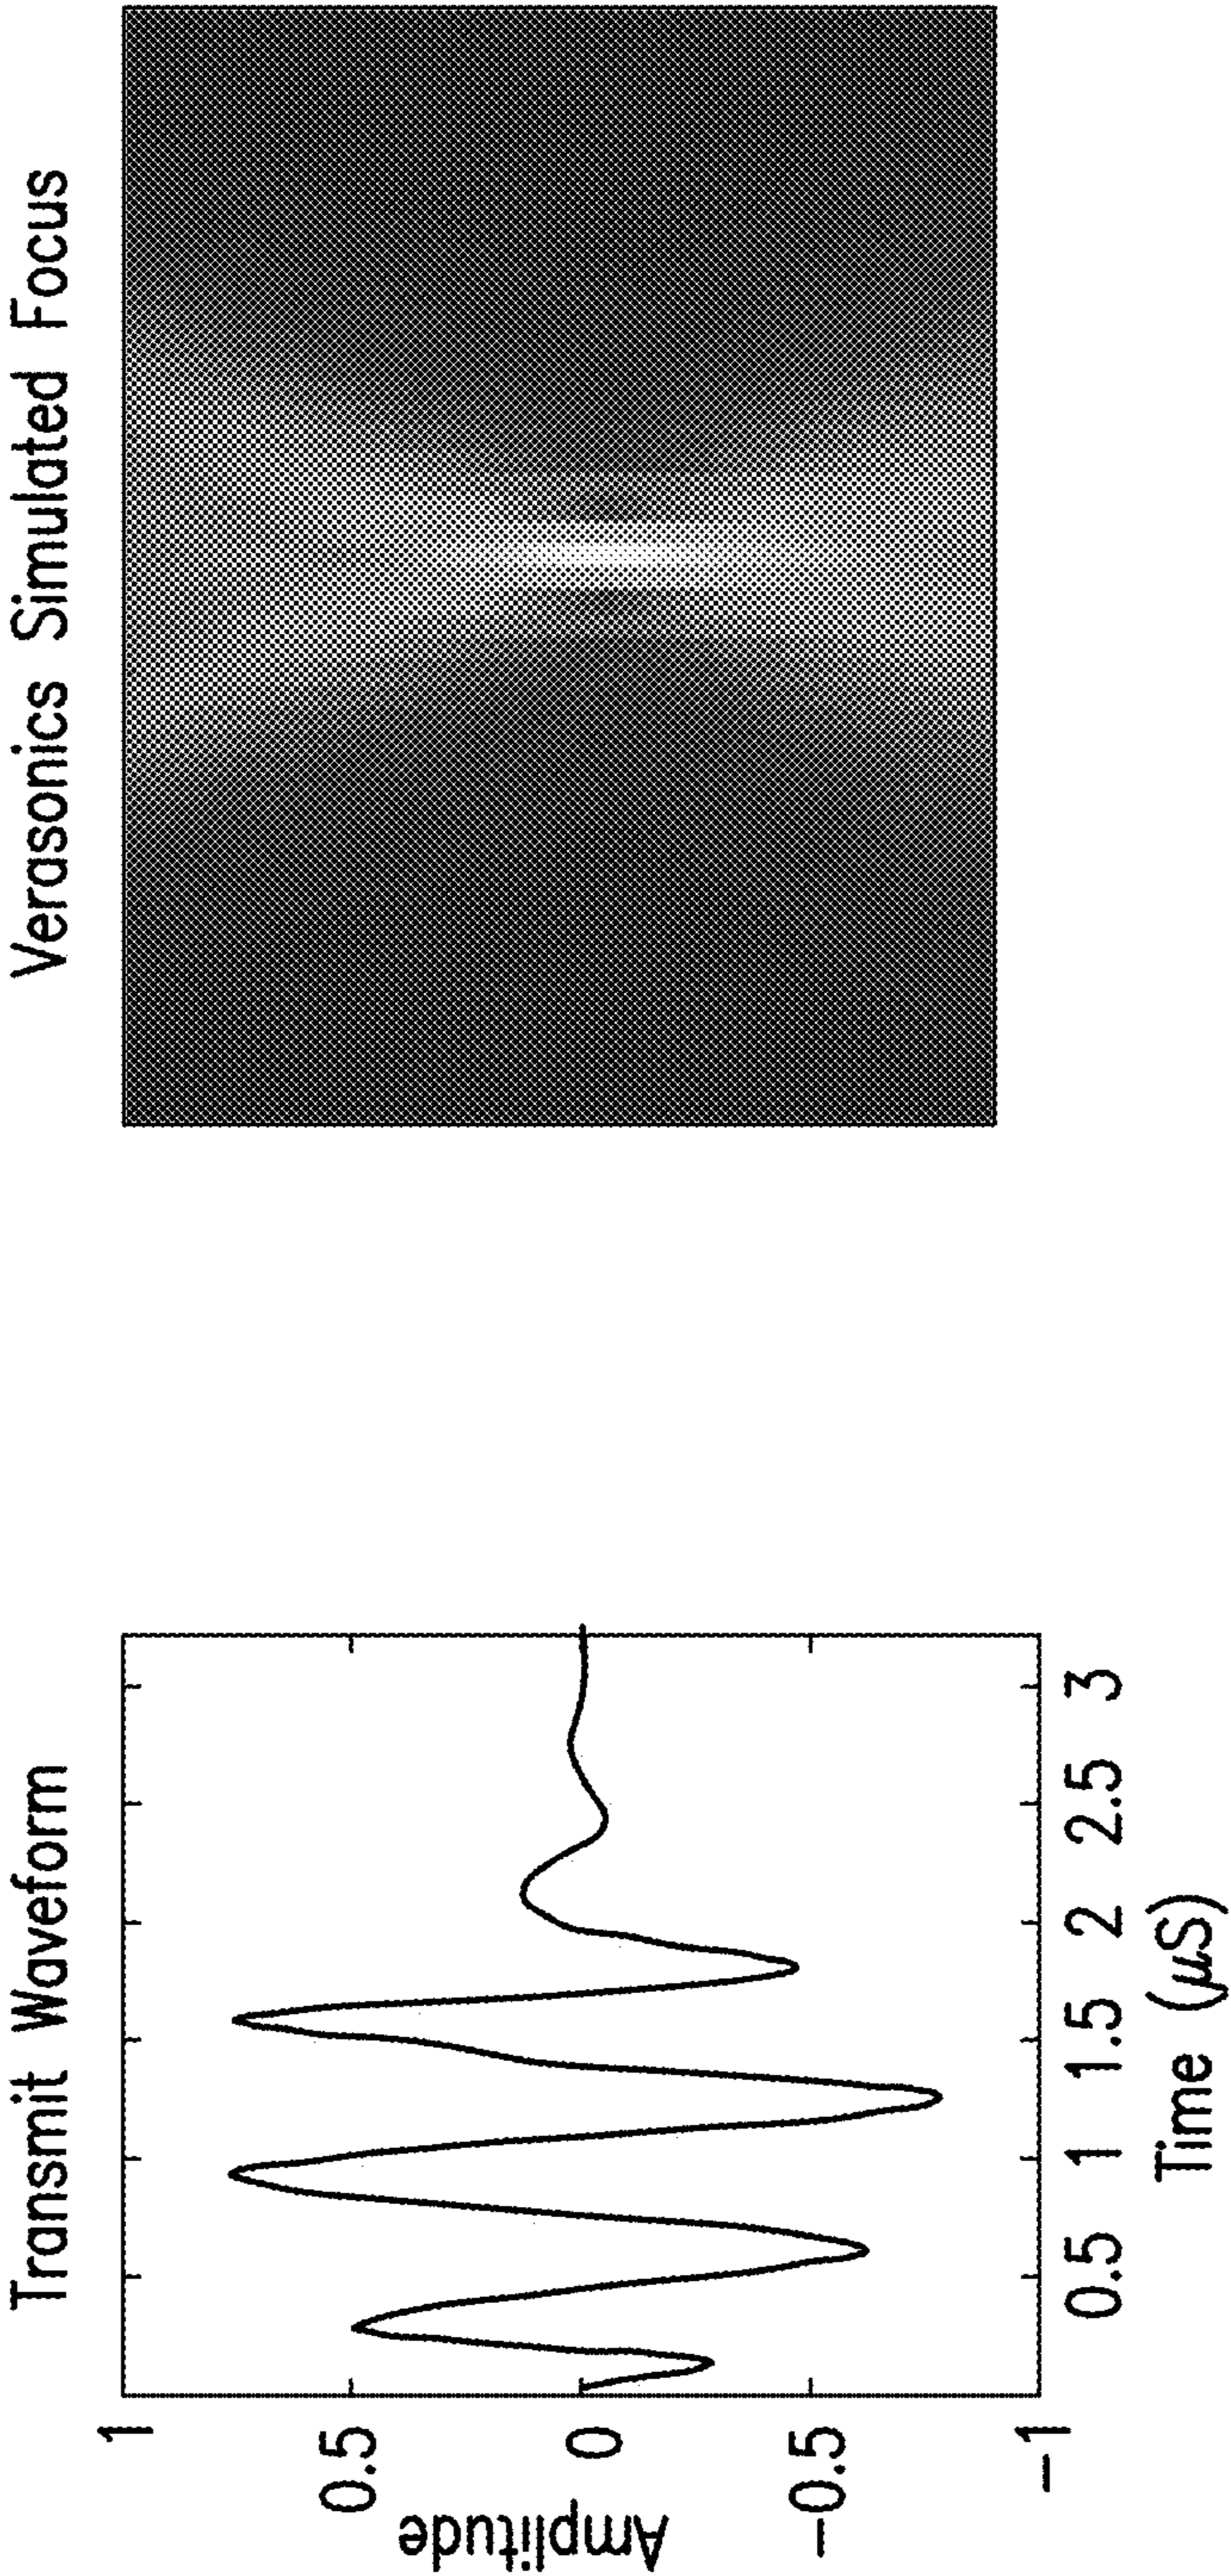 Transmit Waveform
1
0.5
0
-0.5
-1
Amplitude
0.5 1 1.5 2 2.5 3
Time (μS)
Verasonics Simulated Focus